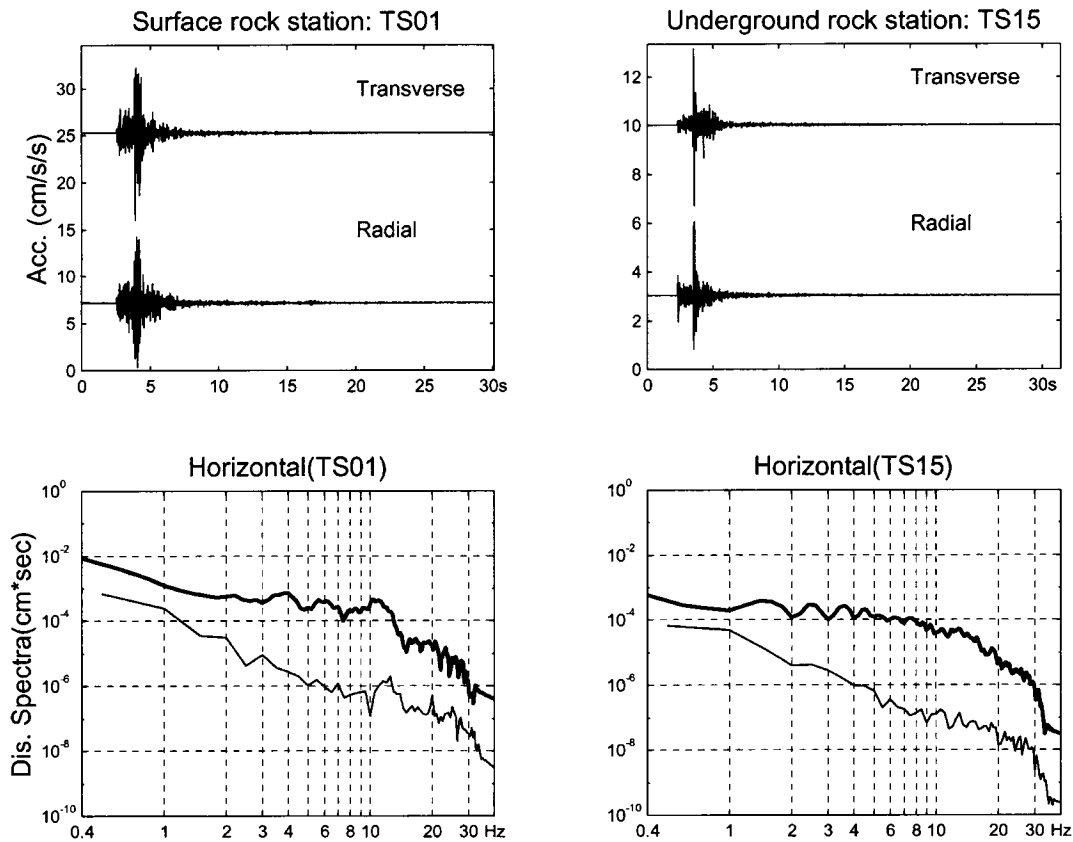 Surface rock station: TS01
Underground rock station: TS15
Acc. (cm/s/s)
30
25
20
15
10
5
0
Transverse
Radial
0 5 10 15 20 25 30s
12
10
8
6
4
2
0
Transverse
Radial
0 5 10 15 20 25 30s
Horizontal(TS01)
Horizontal(TS15)
Dis. Spectra(cm*sec)
10^0
10^-2
10^-4
10^-6
10^-8
10^-10
0.4 1 2 3 4 6 8 10 20 30 Hz
10^0
10^-2
10^-4
10^-6
10^-8
10^-10
0.4 1 2 3 4 6 8 10 20 30 Hz